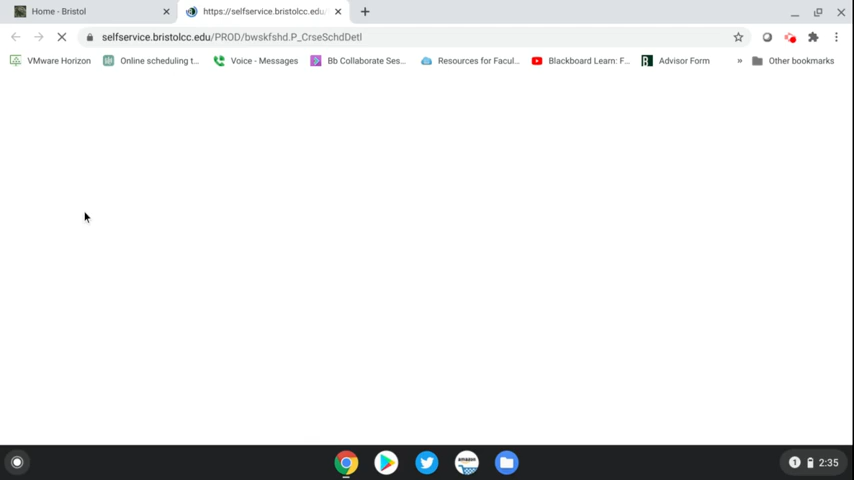 Home - Bristol
https://selfservice.bristolcc.edu/
selfservice.bristolcc.edu/PROD/bwskfshd.P_CrseSchdDetl
VMware Horizon
Online scheduling t...
Voice - Messages
Bb Collaborate Ses...
Resources for Facul...
Blackboard Learn: F...
Advisor Form
»
Other bookmarks
amazon
1
2:35